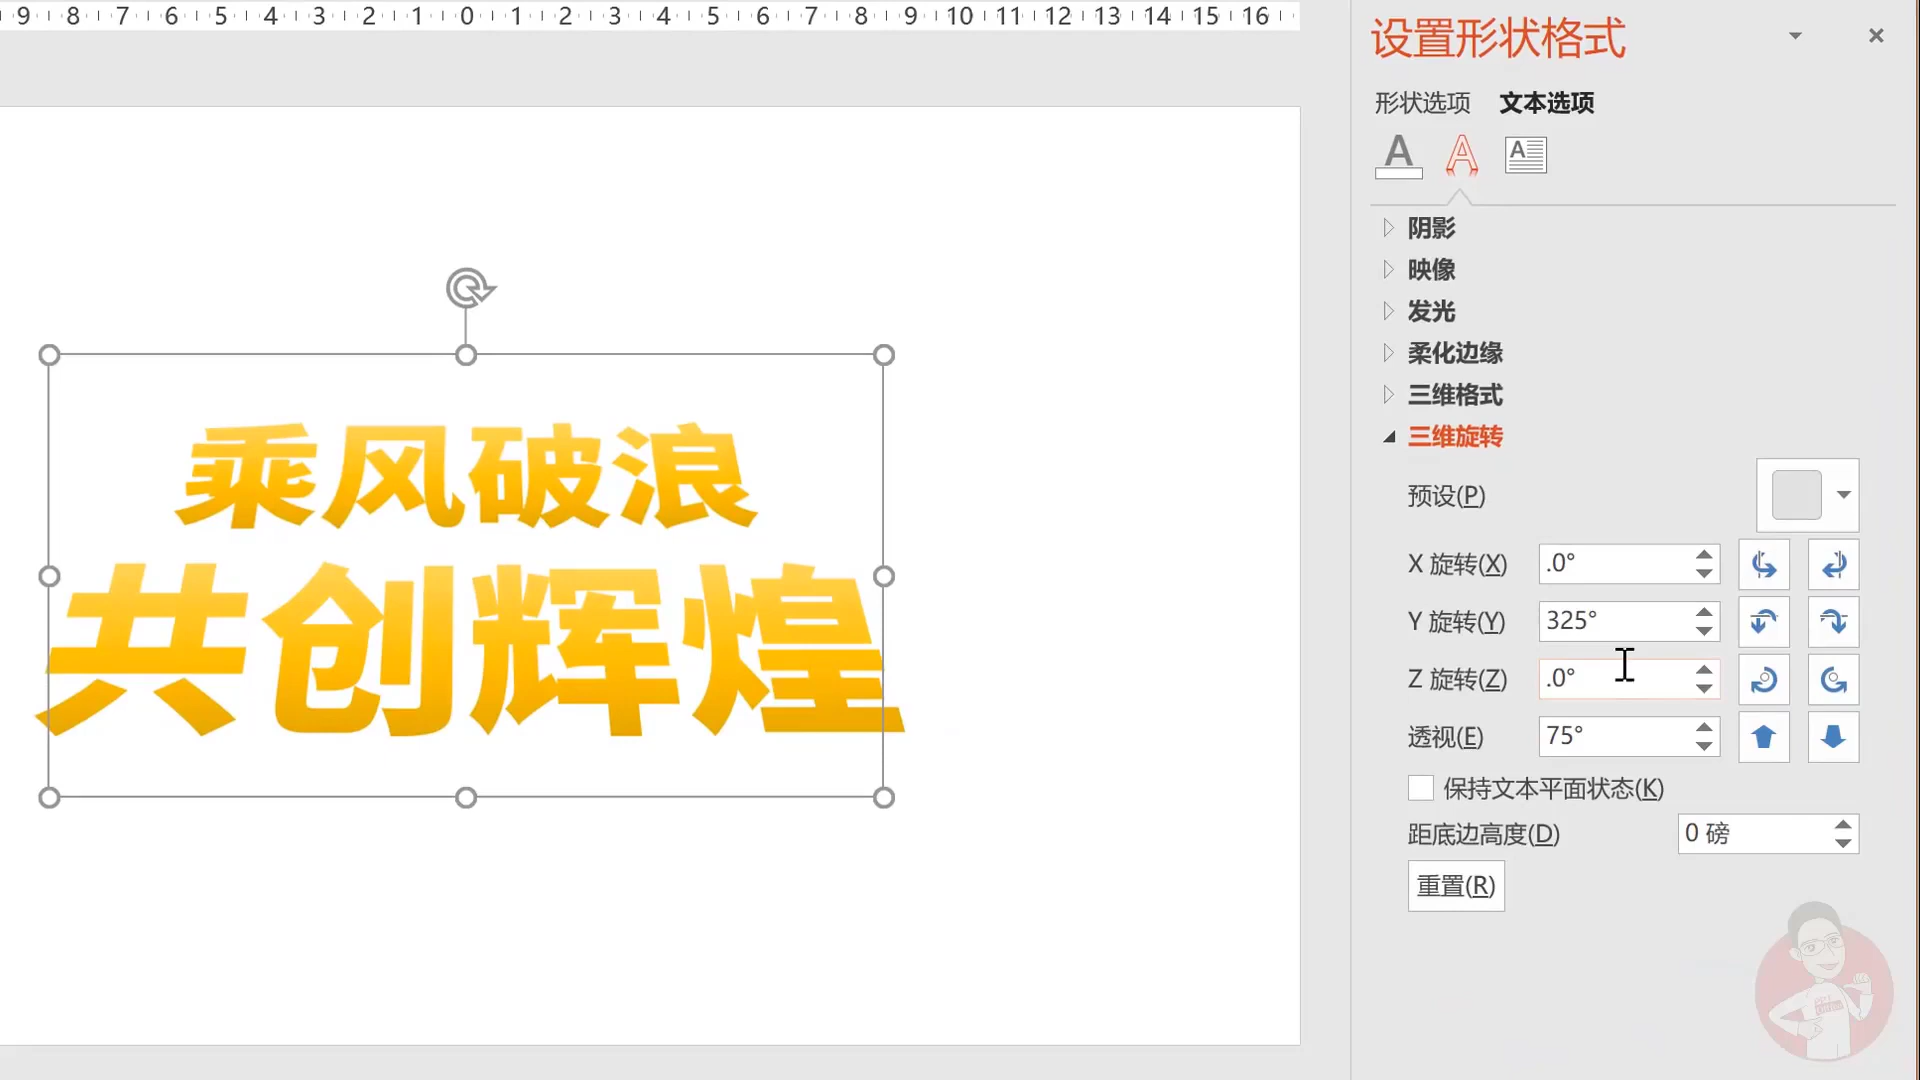 9 8 7 6 5 4 3 2 1 0 1 2 3 4 5 6 7 8 9 10 11 12 13 14 15 16
设置形状格式
形状选项 文本选项
阴影
映像
发光
柔化边缘
三维格式
三维旋转
预设(P)
X 旋转(X) .0°
Y 旋转(Y) 325°
Z 旋转(Z) .0°
透视(E) 75°
保持文本平面状态(K)
距底边高度(D) 0 磅
重置(R)
乘风破浪
共创辉煌